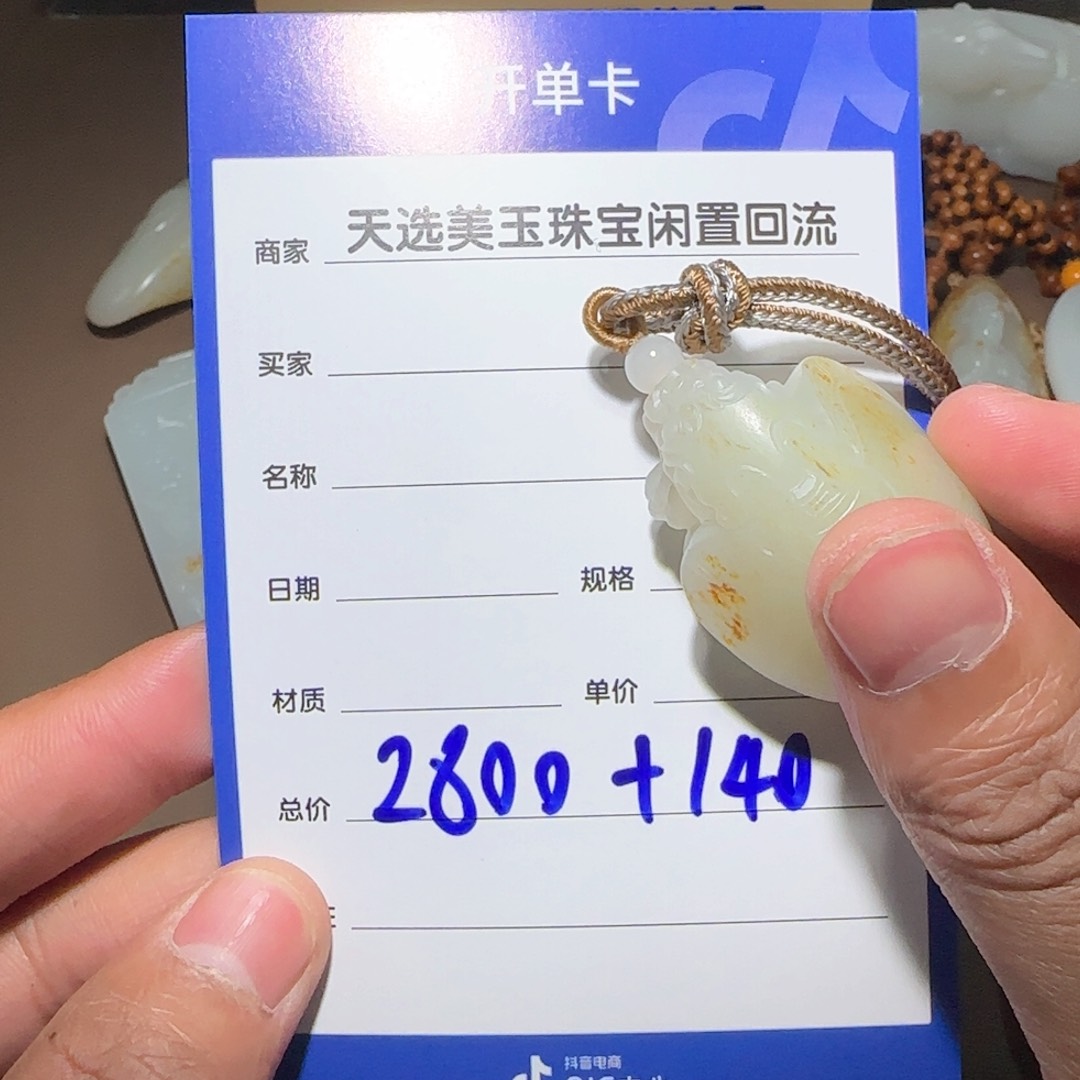 开单卡
商家 天选美玉珠宝闲置回流
买家
名称
日期 规格
材质 单价
总价 2800 +140
抖音电商